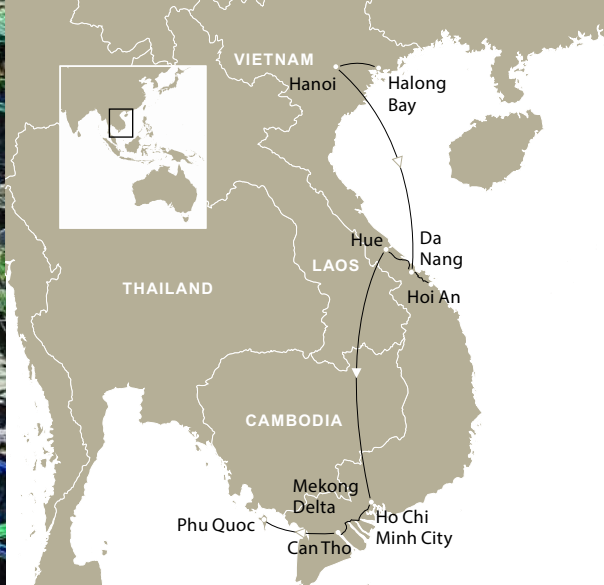 VIETNAM
Hanoi
Halong
Bay
Hue
Da
Nang
LAOS
Hoi An
THAILAND
CAMBODIA
Mekong
Delta
Phu Quoc
Ho Chi
Minh City
Can Tho